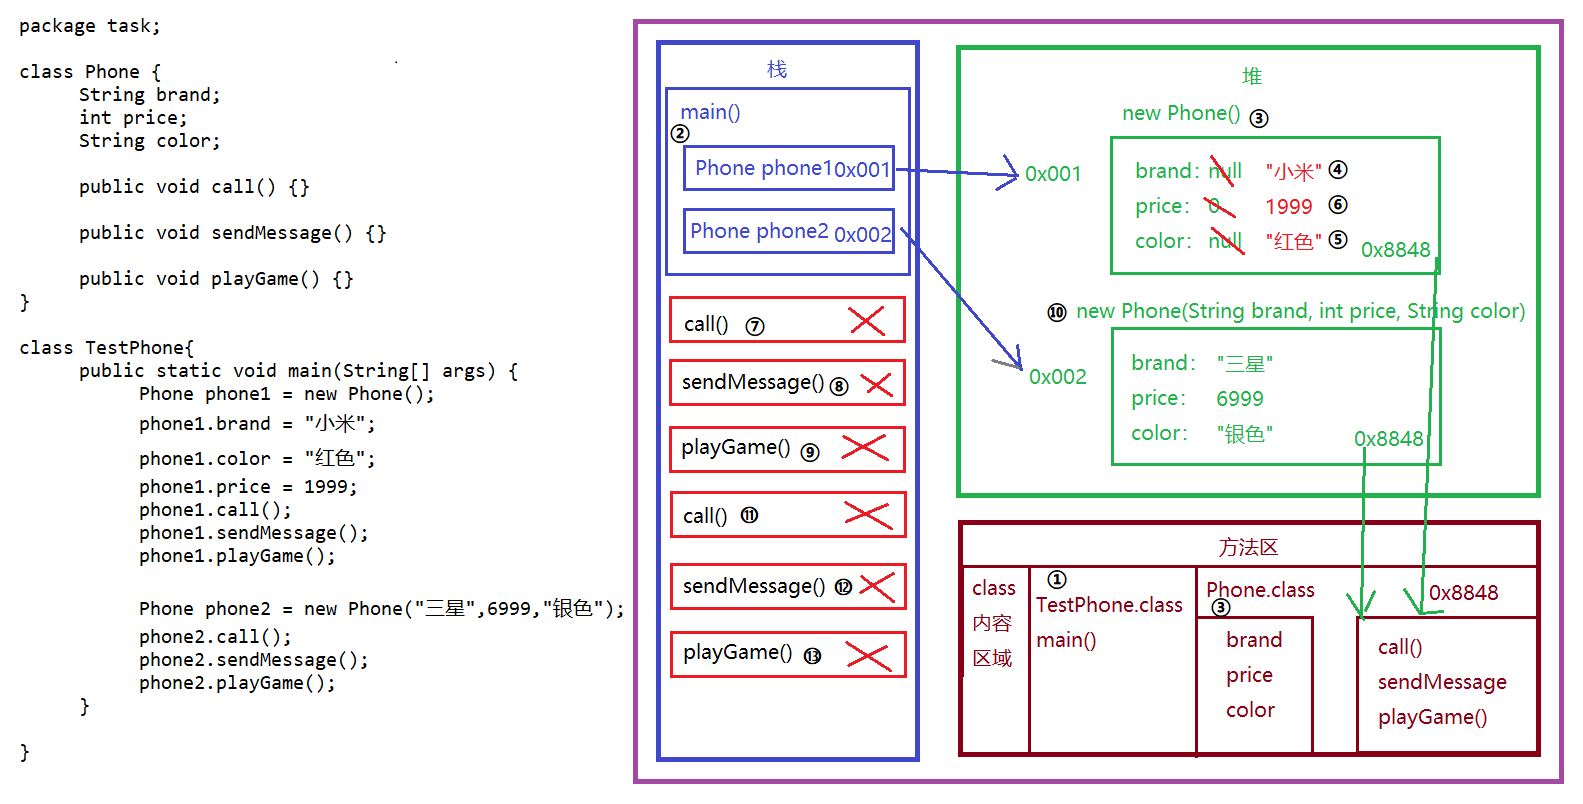 package task;
class Phone {
String brand;
int price;
String color;
public void call() {}
public void sendMessage() {}
public void playGame() {}
}
class TestPhone{
public static void main(String[] args) {
Phone phone1 = new Phone();
phone1.brand = "小米";
phone1.color = "红色";
phone1.price = 1999;
phone1.call();
phone1.sendMessage();
phone1.playGame();
Phone phone2 = new Phone("三星",6999,"银色");
phone2.call();
phone2.sendMessage();
phone2.playGame();
}
}
栈
main()
②
Phone phone1 0x001
Phone phone2 0x002
call() ⑦
sendMessage() ⑧
playGame() ⑨
call() ⑪
sendMessage() ⑫
playGame() ⑬
堆
new Phone() ③
0x001
brand: null "小米" ④
price: 0 1999 ⑥
color: null "红色" ⑤
0x8848
⑩ new Phone(String brand, int price, String color)
0x002
brand: "三星"
price: 6999
color: "银色"
0x8848
方法区
class
内容
区域
①
TestPhone.class
main()
Phone.class
③
brand
price
color
0x8848
call()
sendMessage
playGame()